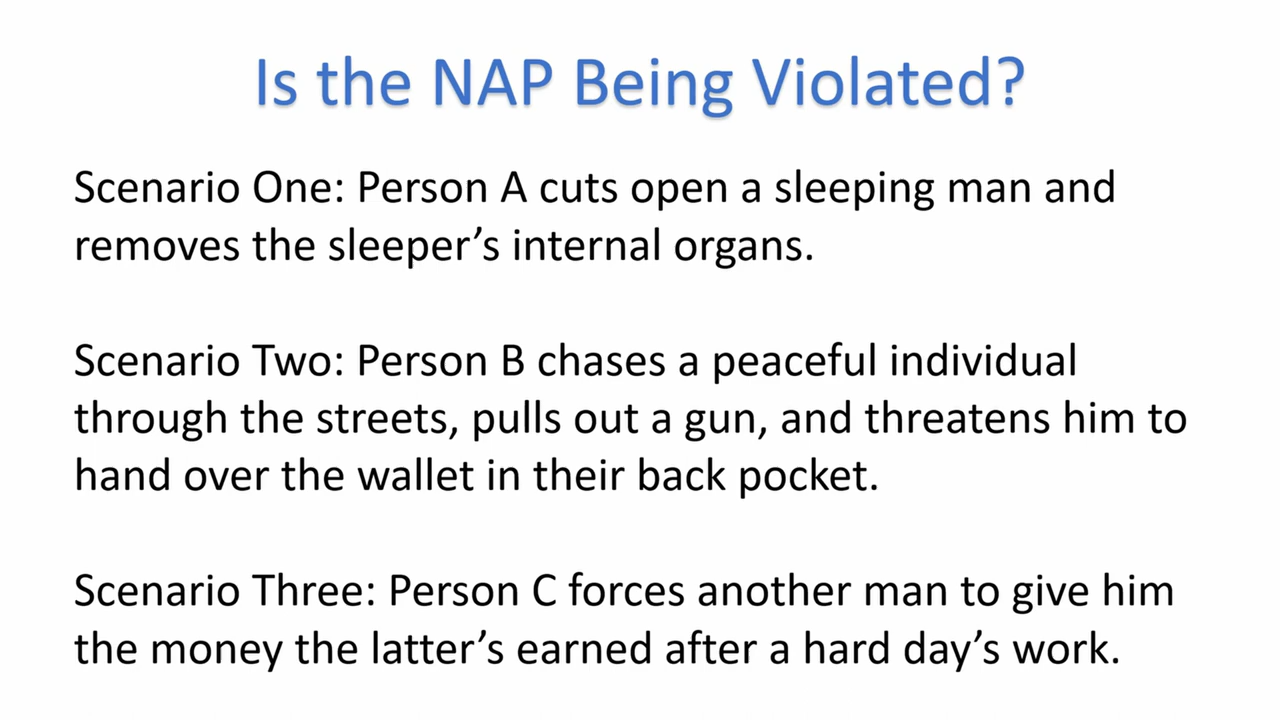 Is the NAP Being Violated?
Scenario One: Person A cuts open a sleeping man and
removes the sleeper’s internal organs.
Scenario Two: Person B chases a peaceful individual
through the streets, pulls out a gun, and threatens him to
hand over the wallet in their back pocket.
Scenario Three: Person C forces another man to give him
the money the latter’s earned after a hard day’s work.